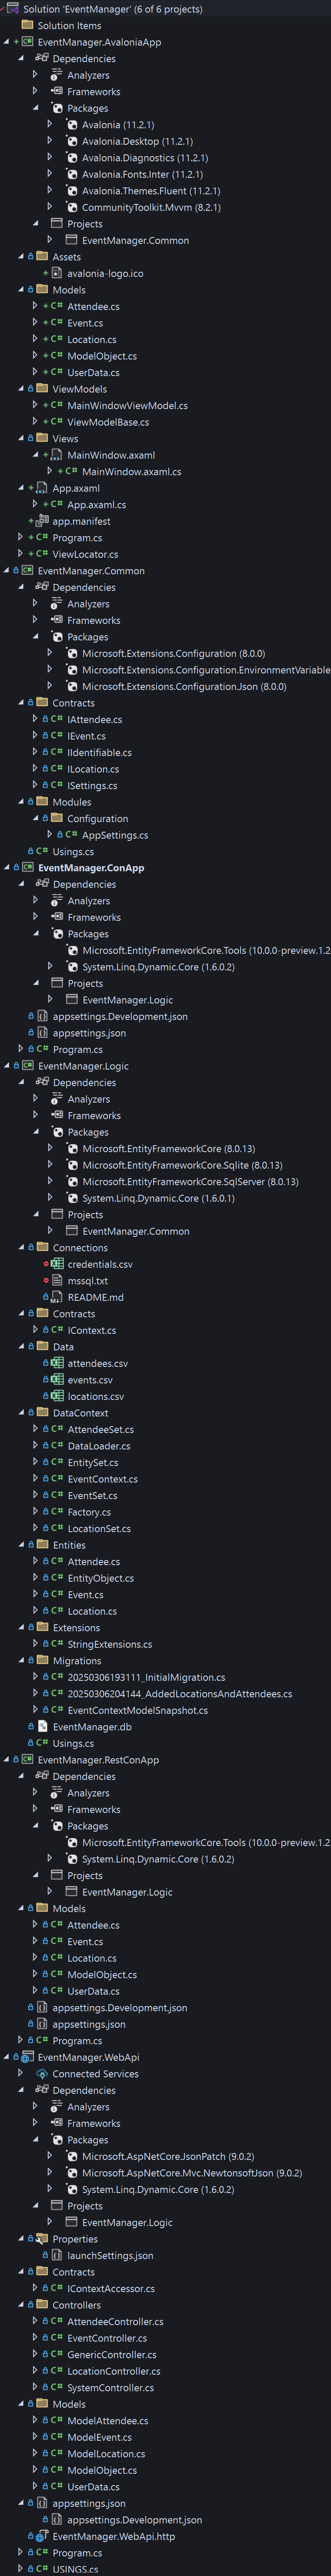 Solution 'EventManager' (6 of 6 projects)
Solution Items
EventManager.AvaloniaApp
Dependencies
Analyzers
Frameworks
Packages
Avalonia (11.2.1)
Avalonia.Desktop (11.2.1)
Avalonia.Diagnostics (11.2.1)
Avalonia.Fonts.Inter (11.2.1)
Avalonia.Themes.Fluent (11.2.1)
CommunityToolkit.Mvvm (8.2.1)
Projects
EventManager.Common
Assets
avalonia-logo.ico
Models
Attendee.cs
Event.cs
Location.cs
ModelObject.cs
UserData.cs
ViewModels
MainWindowViewModel.cs
ViewModelBase.cs
Views
MainWindow.axaml
MainWindow.axaml.cs
App.axaml
App.axaml.cs
app.manifest
Program.cs
ViewLocator.cs
EventManager.Common
Dependencies
Analyzers
Frameworks
Packages
Microsoft.Extensions.Configuration (8.0.0)
Microsoft.Extensions.Configuration.EnvironmentVariable
Microsoft.Extensions.Configuration.Json (8.0.0)
Contracts
IAttendee.cs
IEvent.cs
IIdentifiable.cs
ILocation.cs
ISettings.cs
Modules
Configuration
AppSettings.cs
Usings.cs
EventManager.ConApp
Dependencies
Analyzers
Frameworks
Packages
Microsoft.EntityFrameworkCore.Tools (10.0.0-preview.1.2
System.Linq.Dynamic.Core (1.6.0.2)
Projects
EventManager.Logic
appsettings.Development.json
appsettings.json
Program.cs
EventManager.Logic
Dependencies
Analyzers
Frameworks
Packages
Microsoft.EntityFrameworkCore (8.0.13)
Microsoft.EntityFrameworkCore.Sqlite (8.0.13)
Microsoft.EntityFrameworkCore.SqlServer (8.0.13)
System.Linq.Dynamic.Core (1.6.0.1)
Projects
EventManager.Common
Connections
credentials.csv
mssql.txt
README.md
Contracts
IContext.cs
Data
attendees.csv
events.csv
locations.csv
DataContext
AttendeeSet.cs
DataLoader.cs
EntitySet.cs
EventContext.cs
EventSet.cs
Factory.cs
LocationSet.cs
Entities
Attendee.cs
EntityObject.cs
Event.cs
Location.cs
Extensions
StringExtensions.cs
Migrations
20250306193111_InitialMigration.cs
20250306204144_AddedLocationsAndAttendees.cs
EventContextModelSnapshot.cs
EventManager.db
Usings.cs
EventManager.RestConApp
Dependencies
Analyzers
Frameworks
Packages
Microsoft.EntityFrameworkCore.Tools (10.0.0-preview.1.2
System.Linq.Dynamic.Core (1.6.0.2)
Projects
EventManager.Logic
Models
Attendee.cs
Event.cs
Location.cs
ModelObject.cs
UserData.cs
appsettings.Development.json
appsettings.json
Program.cs
EventManager.WebApi
Connected Services
Dependencies
Analyzers
Frameworks
Packages
Microsoft.AspNetCore.JsonPatch (9.0.2)
Microsoft.AspNetCore.Mvc.NewtonsoftJson (9.0.2)
System.Linq.Dynamic.Core (1.6.0.2)
Projects
EventManager.Logic
Properties
launchSettings.json
Contracts
IContextAccessor.cs
Controllers
AttendeeController.cs
EventController.cs
GenericController.cs
LocationController.cs
SystemController.cs
Models
ModelAttendee.cs
ModelEvent.cs
ModelLocation.cs
ModelObject.cs
UserData.cs
appsettings.json
appsettings.Development.json
EventManager.WebApi.http
Program.cs
USINGS.cs